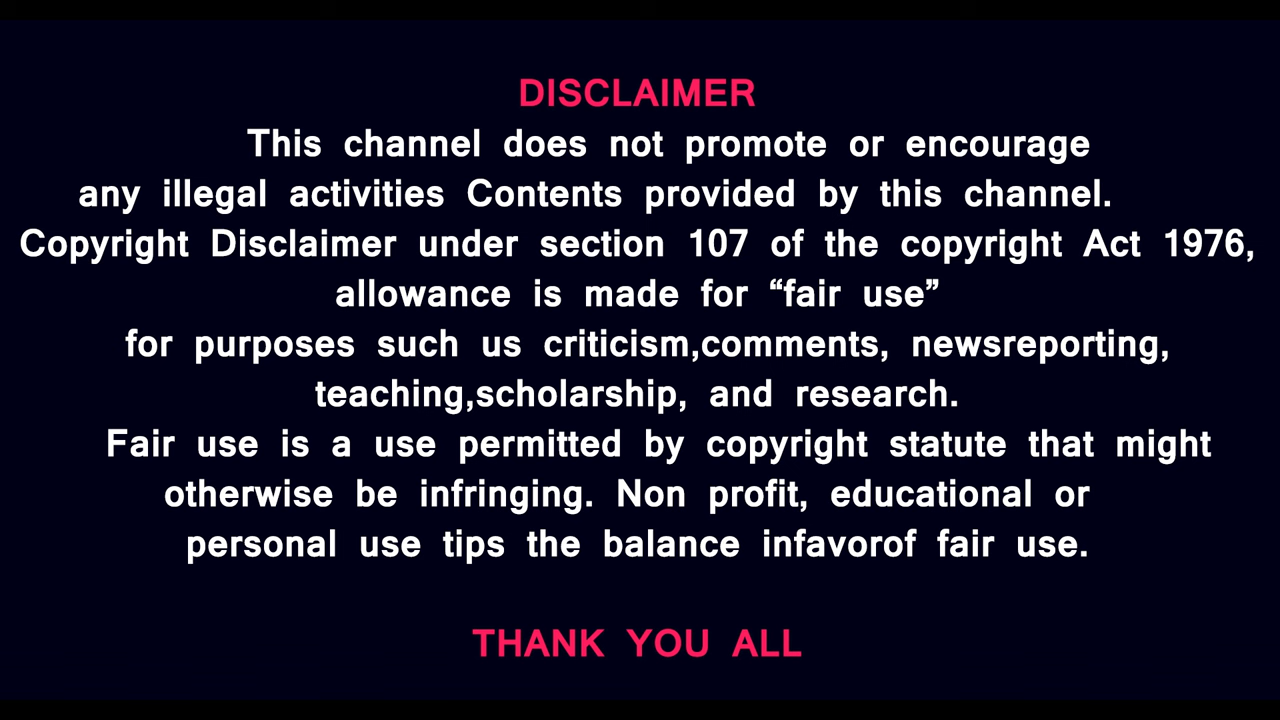 DISCLAIMER
This channel does not promote or encourage
any illegal activities Contents provided by this channel.
Copyright Disclaimer under section 107 of the copyright Act 1976,
allowance is made for “fair use”
for purposes such us criticism,comments, newsreporting,
teaching,scholarship, and research.
Fair use is a use permitted by copyright statute that might
otherwise be infringing. Non profit, educational or
personal use tips the balance infavorof fair use.
THANK YOU ALL